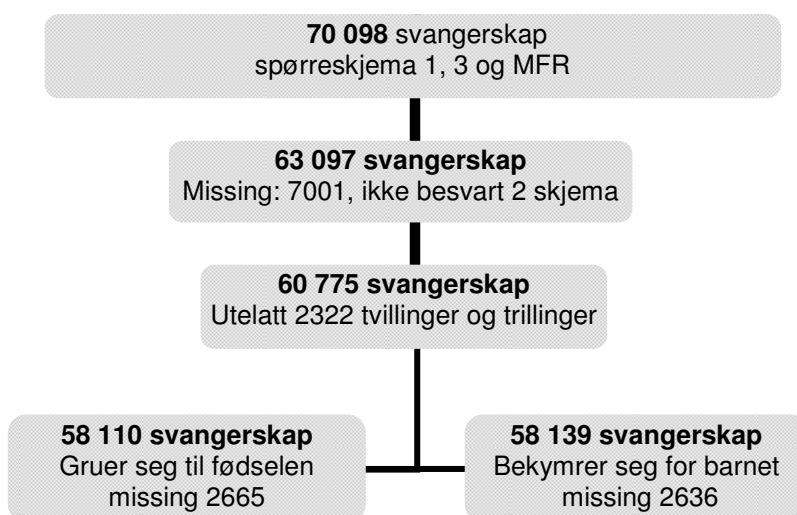 70 098 svangerskap
spørreskjema 1, 3 og MFR
63 097 svangerskap
Missing: 7001, ikke besvart 2 skjema
60 775 svangerskap
Utelatt 2322 tvillinger og trillinger
58 110 svangerskap
Gruer seg til fødselen
missing 2665
58 139 svangerskap
Bekymrer seg for barnet
missing 2636